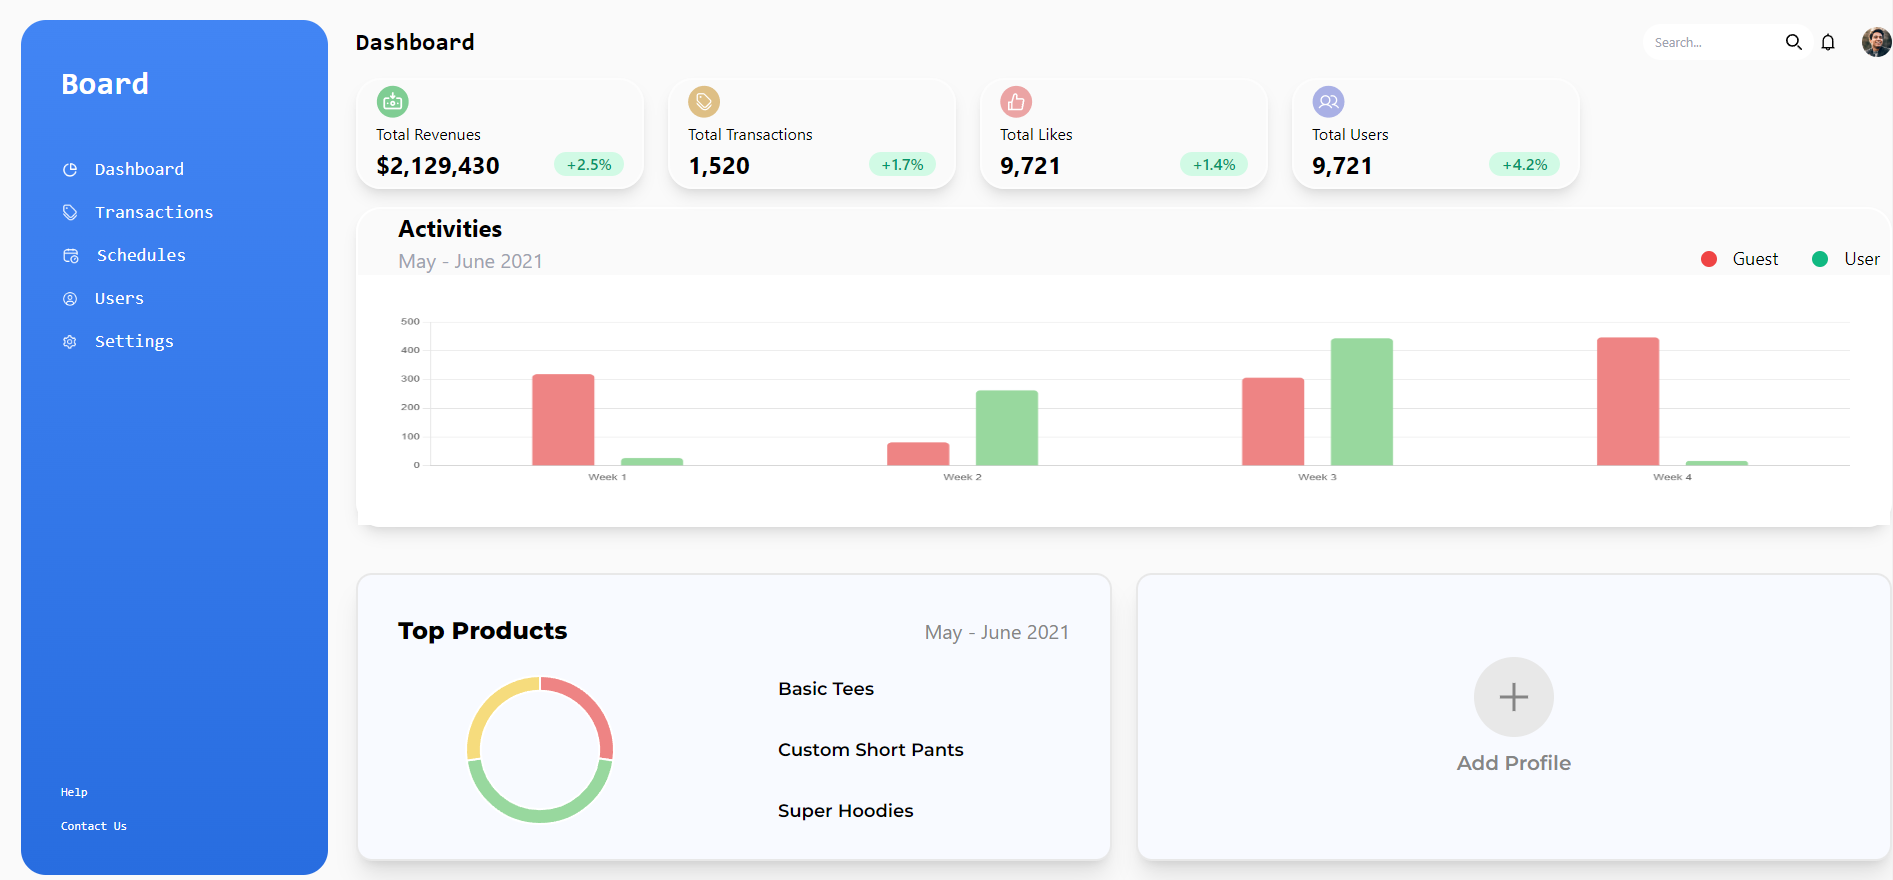 Board
Dashboard
Transactions
Schedules
Users
Settings
Help
Contact Us
Dashboard
Search...
Total Revenues
$2,129,430
+2.5%
Total Transactions
1,520
+1.7%
Total Likes
9,721
+1.4%
Total Users
9,721
+4.2%
Activities
May - June 2021
Guest
User
500
400
300
200
100
0
Week 1
Week 2
Week 3
Week 4
Top Products
May - June 2021
Basic Tees
Custom Short Pants
Super Hoodies
Add Profile